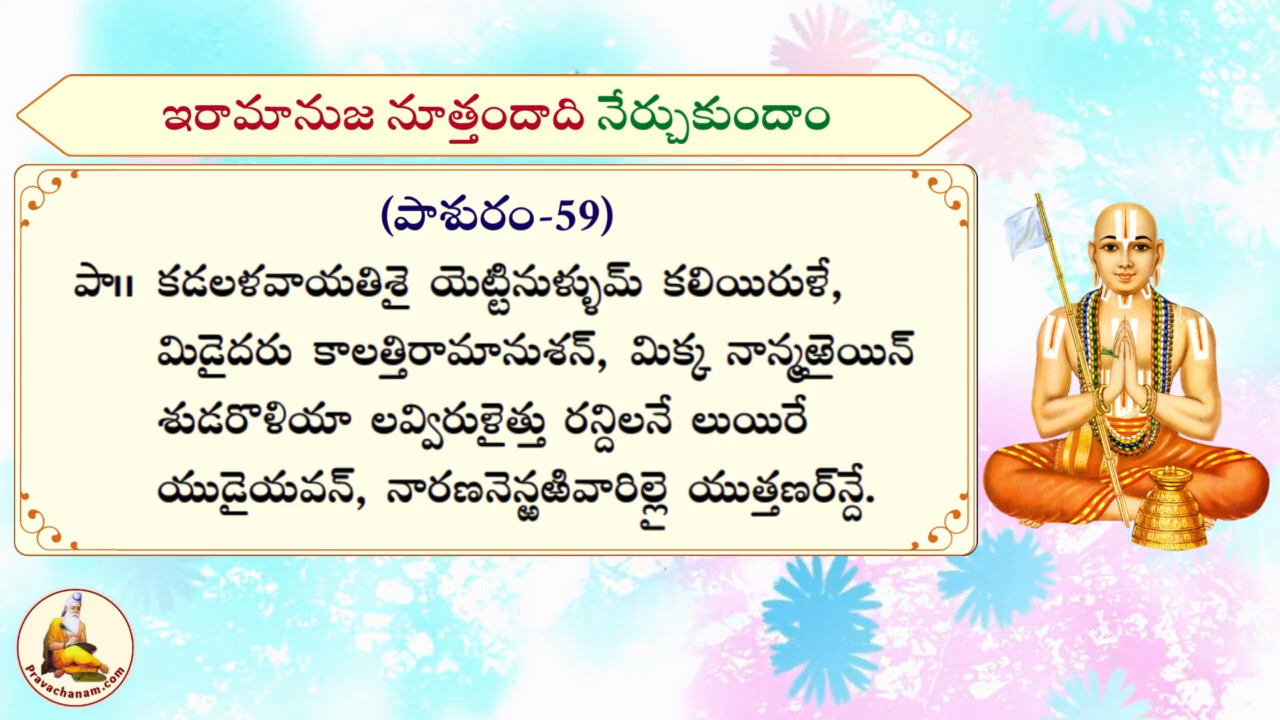 ఇరామానుజ నూత్తందాది నేర్చుకుందాం
(పాశురం-59)
పా॥ కడలళవాయతిశై యెట్టినుళ్ళుమ్ కలియిరుళే,
మిడైదరు కాలత్తిరామానుశన్, మిక్క నాన్మఱైయిన్
శుడరొళియా లవ్విరుళైత్తు రన్దిలనే లుయిరే
యుడైయవన్, నారణనెన్ఱఱివారిల్లై యుత్తణర్‌న్దే.
Pravachanam.com